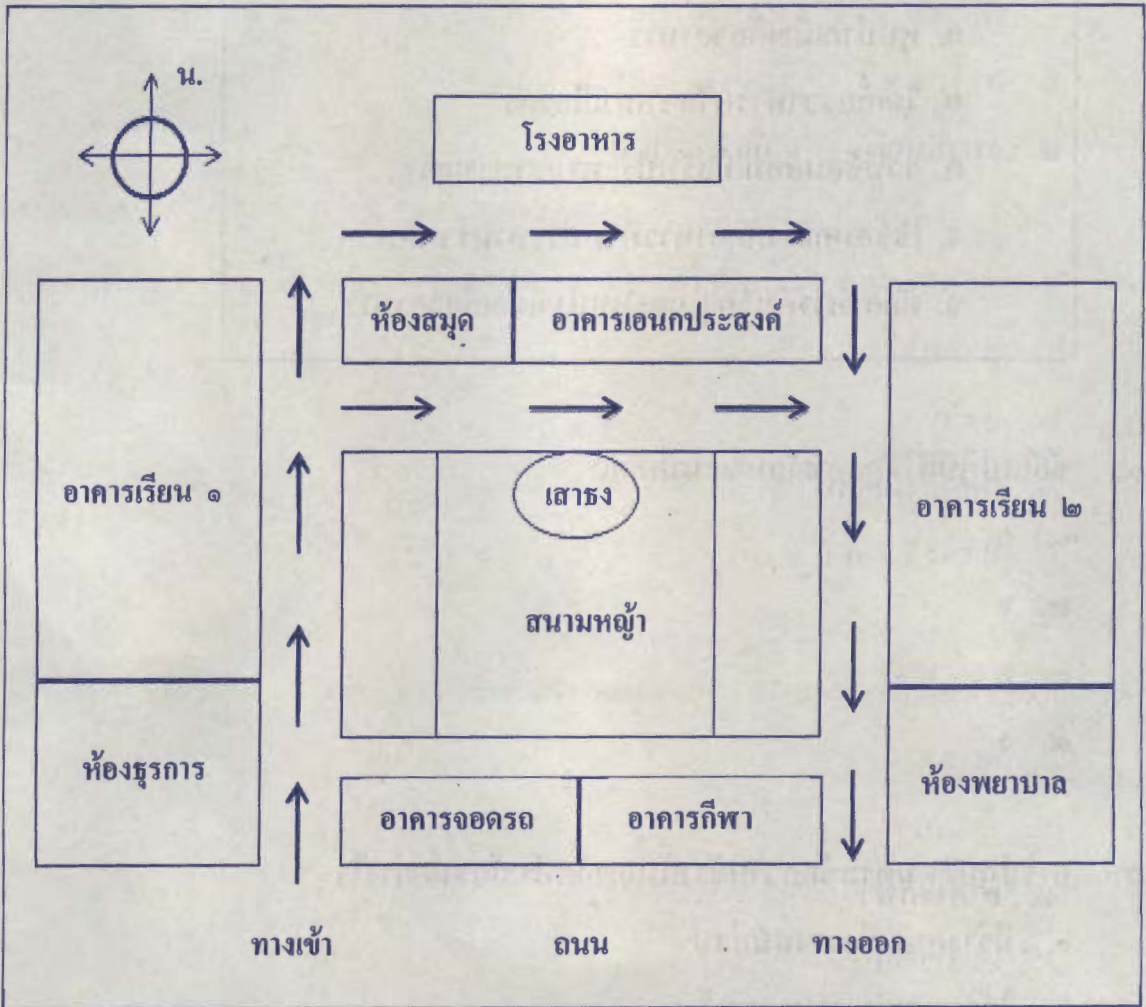 น.
โรงอาหาร
ห้องสมุด
อาคารเอนกประสงค์
อาคารเรียน ๑
เสาธง
อาคารเรียน ๒
สนามหญ้า
ห้องธุรการ
ห้องพยาบาล
อาคารจอดรถ
อาคารกีฬา
ทางเข้า
ถนน
ทางออก